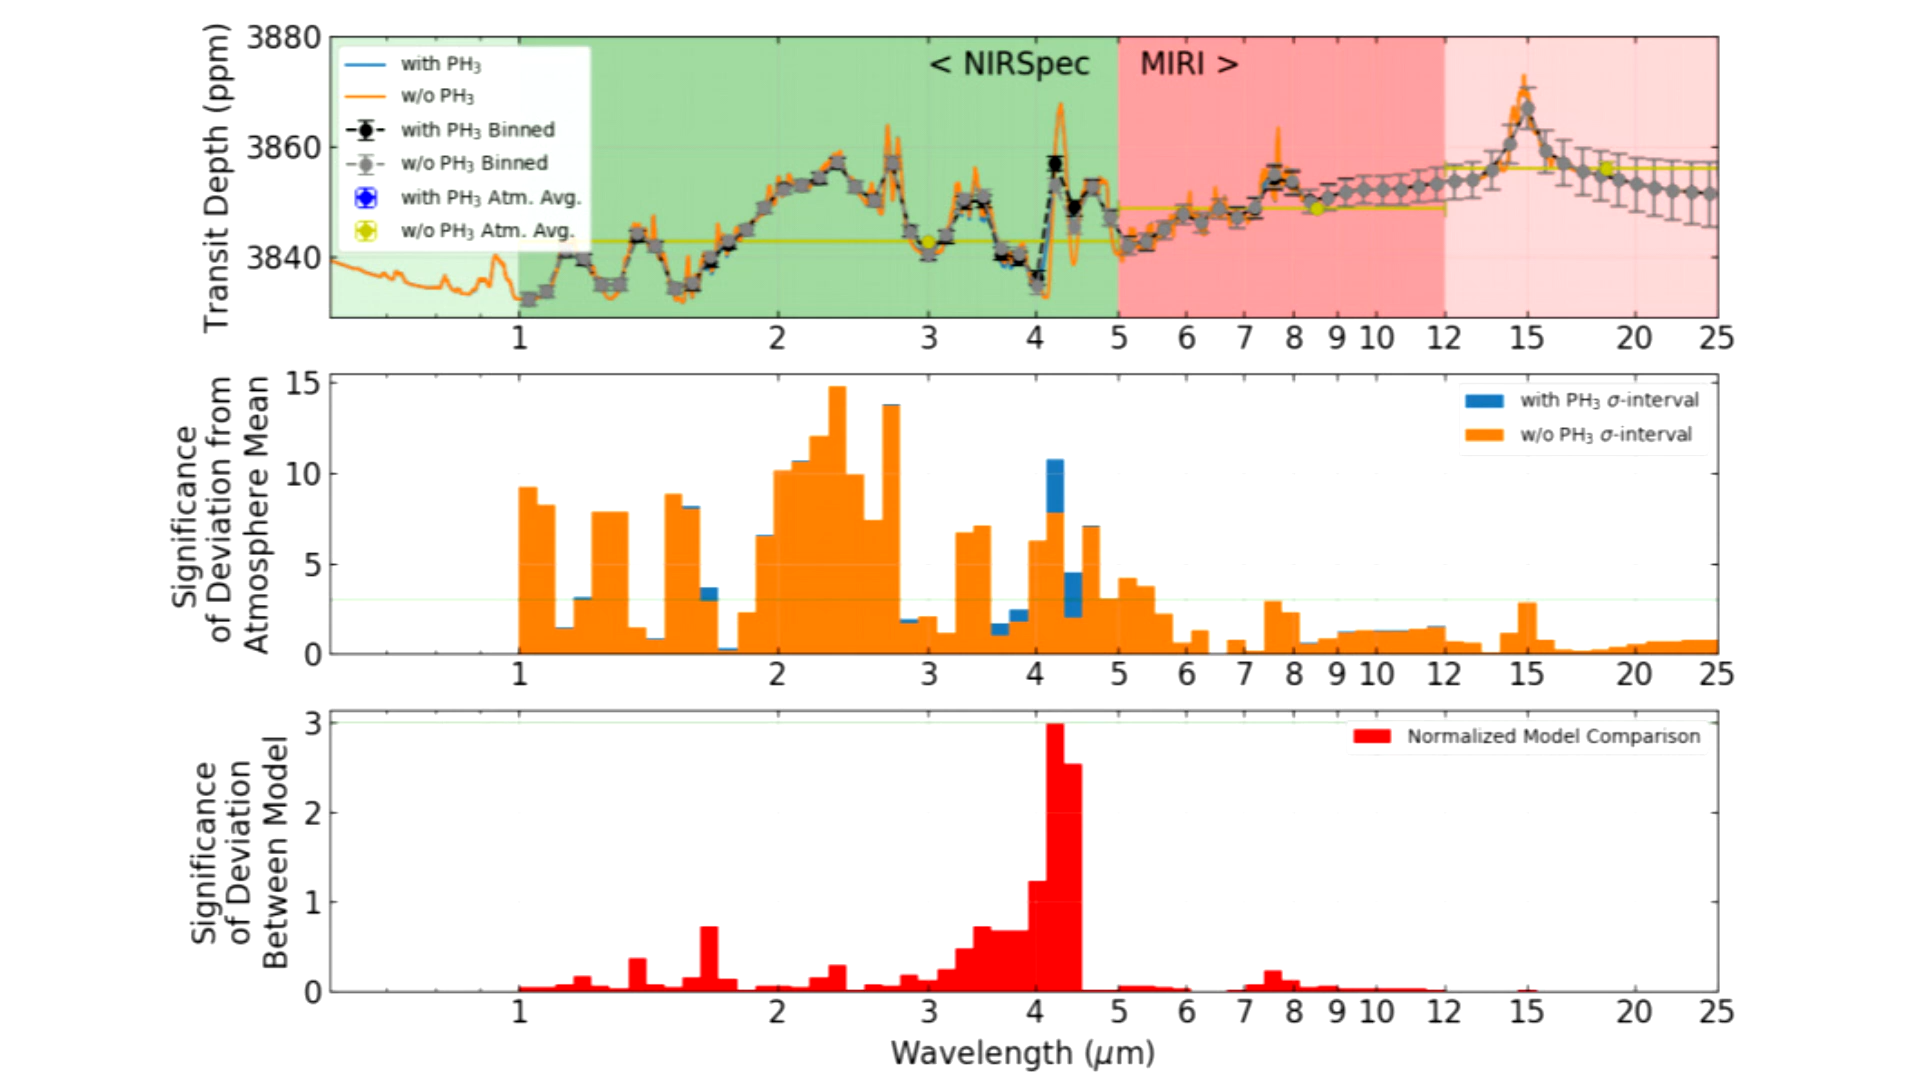 Transit Depth (ppm)
3880
3860
3840
with PH₃
w/o PH₃
with PH₃ Binned
w/o PH₃ Binned
with PH₃ Atm. Avg.
w/o PH₃ Atm. Avg.
< NIRSpec
MIRI >
1 2 3 4 5 6 7 8 9 10 12 15 20 25
Significance
of Deviation from
Atmosphere Mean
15
10
5
0
with PH₃ σ-interval
w/o PH₃ σ-interval
1 2 3 4 5 6 7 8 9 10 12 15 20 25
Significance
of Deviation
Between Model
3
2
1
0
Normalized Model Comparison
1 2 3 4 5 6 7 8 9 10 12 15 20 25
Wavelength (μm)